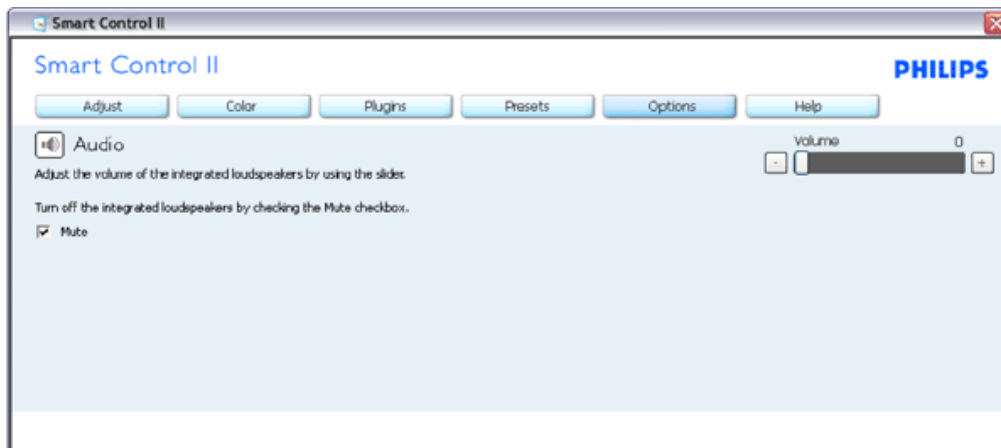 Smart Control II
Smart Control II
PHILIPS
Adjust Color Plugins Presets Options Help
Audio
Volume 0
- +
Adjust the volume of the integrated loudspeakers by using the slider.
Turn off the integrated loudspeakers by checking the Mute checkbox.
Mute